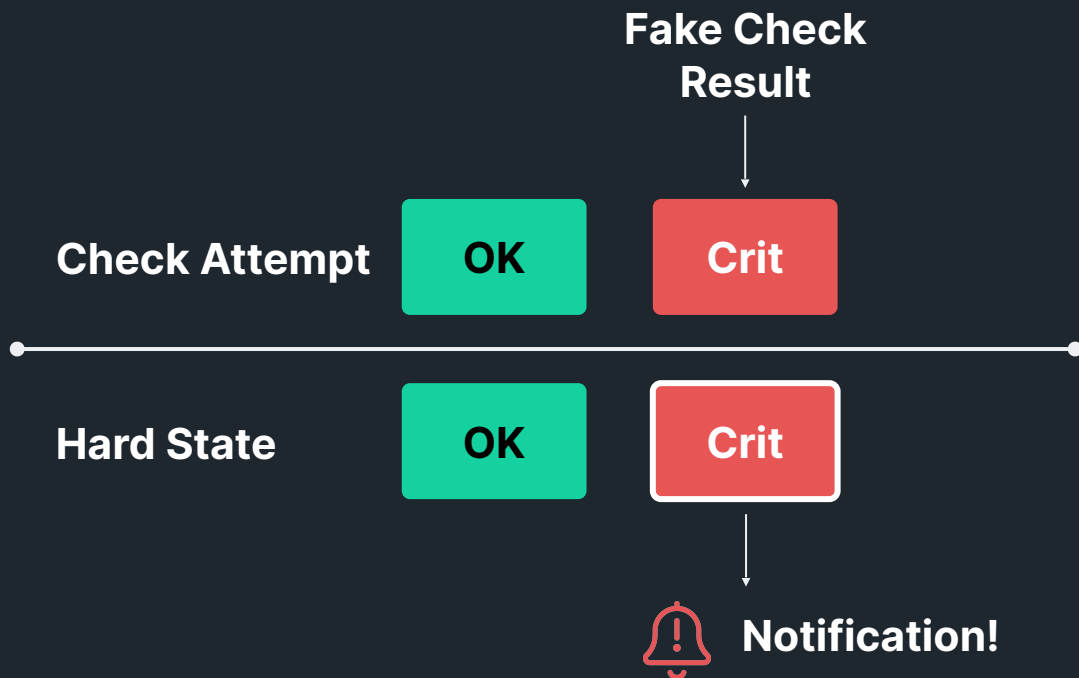 Fake Check
Result
Check Attempt OK Crit
Hard State OK Crit
Notification!